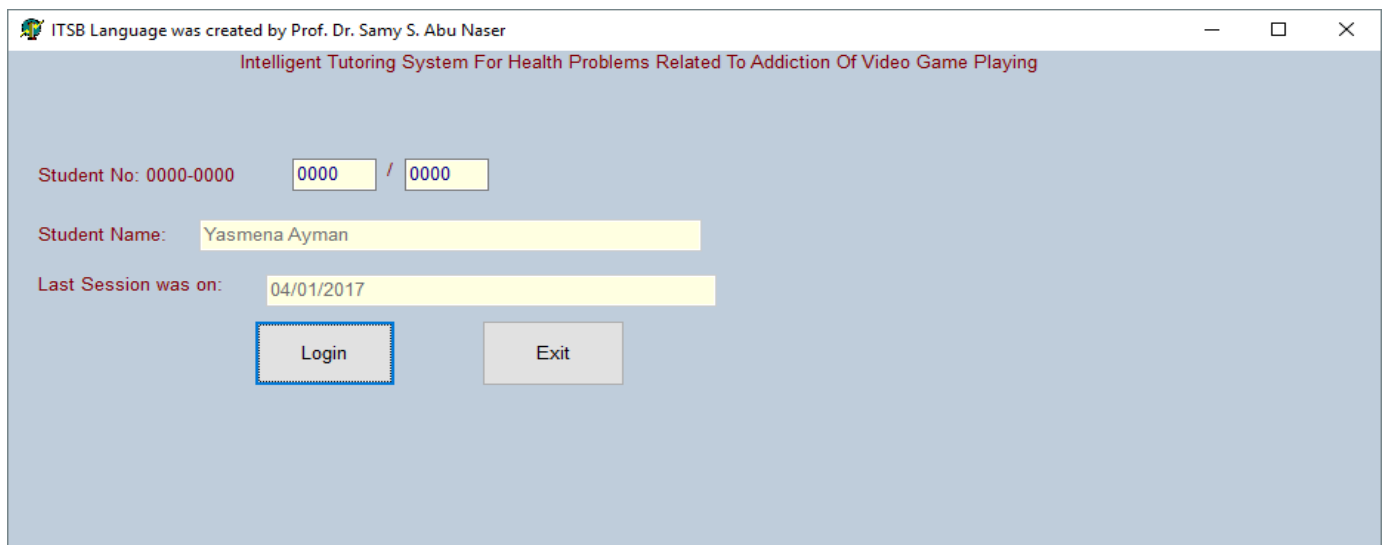 ITSB Language was created by Prof. Dr. Samy S. Abu Naser
Intelligent Tutoring System For Health Problems Related To Addiction Of Video Game Playing
Student No: 0000-0000 0000 / 0000
Student Name: Yasmena Ayman
Last Session was on: 04/01/2017
Login Exit